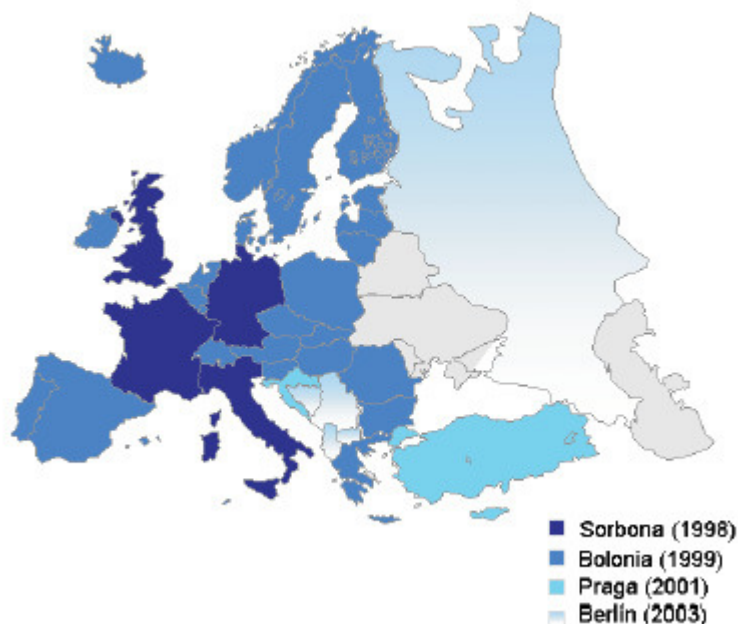 Sorbona (1998)
Bolonia (1999)
Praga (2001)
Berlín (2003)